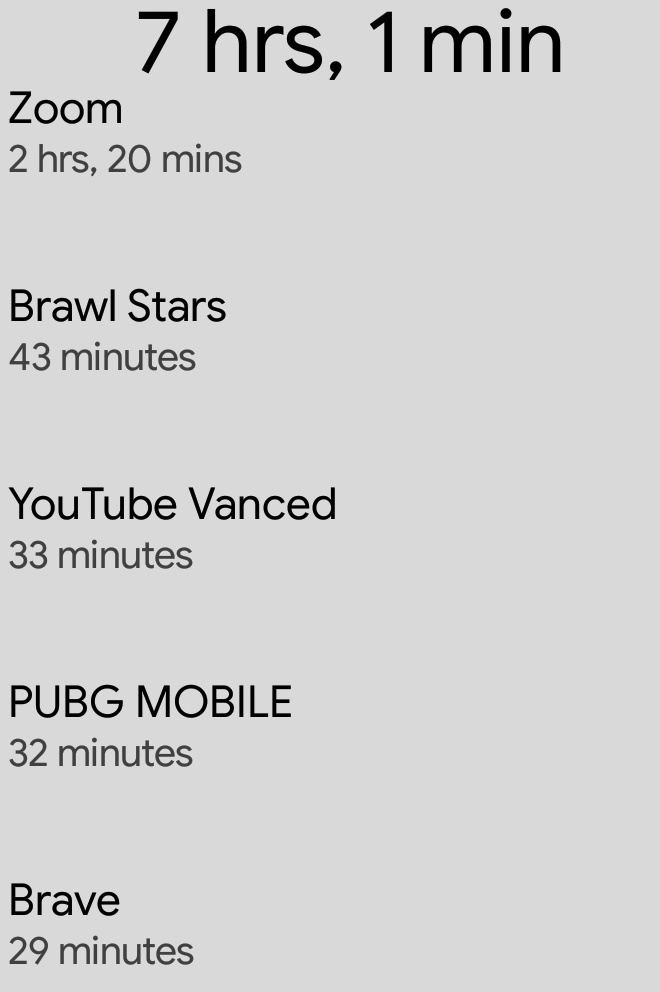 7 hrs, 1 min
Zoom
2 hrs, 20 mins
Brawl Stars
43 minutes
YouTube Vanced
33 minutes
PUBG MOBILE
32 minutes
Brave
29 minutes